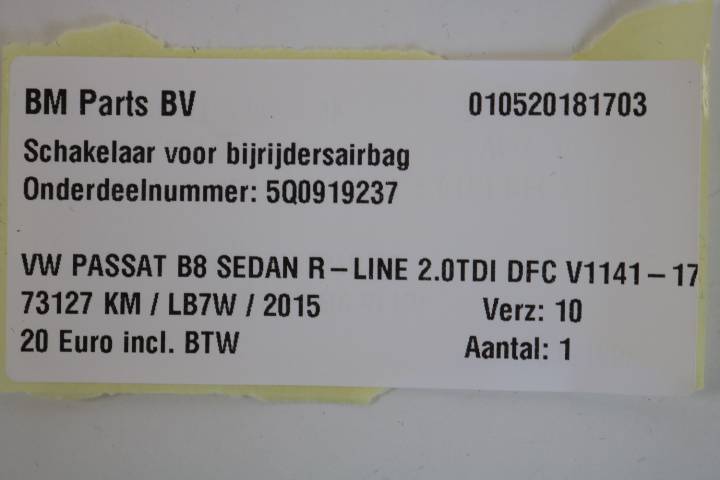 BM Parts BV 010520181703
Schakelaar voor bijrijdersairbag
Onderdeelnummer: 5Q0919237
VW PASSAT B8 SEDAN R-LINE 2.0TDI DFC V1141-17
73127 KM / LB7W / 2015 Verz: 10
20 Euro incl. BTW Aantal: 1